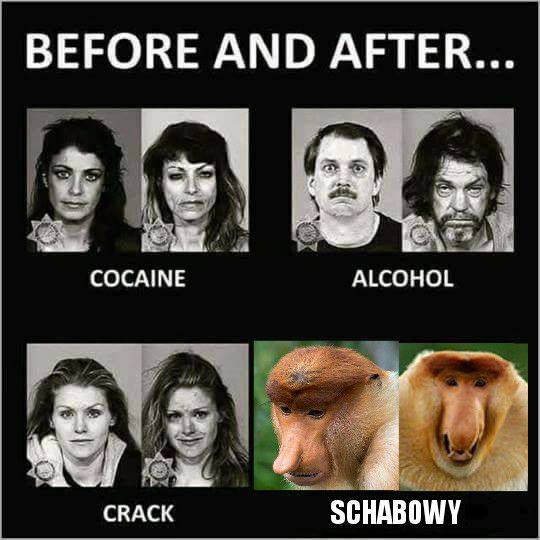 BEFORE AND AFTER...
COCAINE
ALCOHOL
CRACK
SCHABOWY